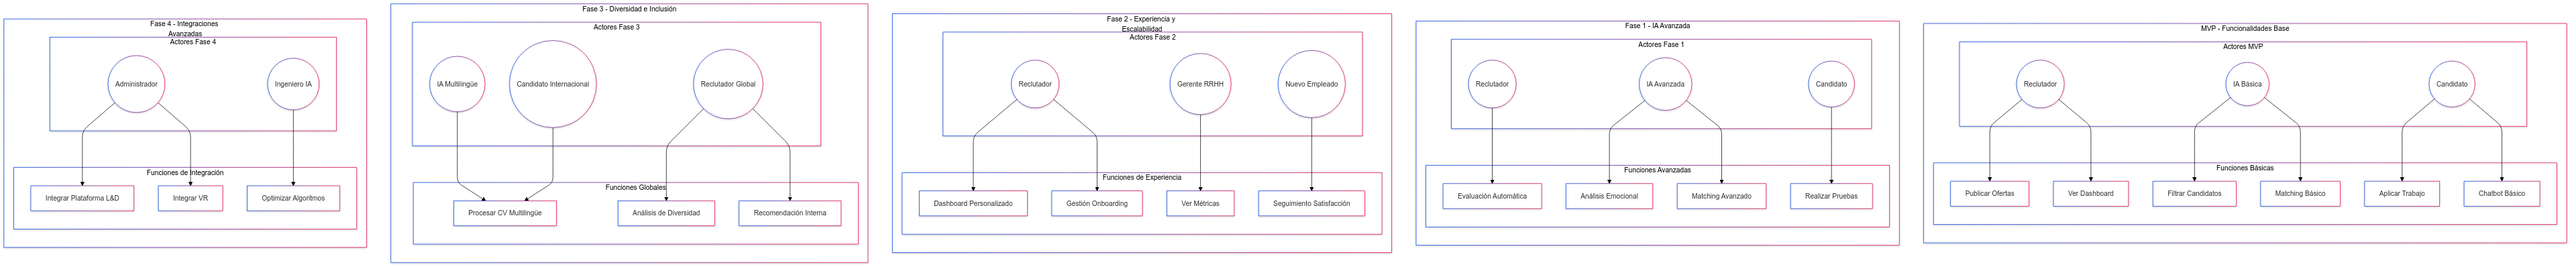 Fase 4 - Integraciones
Avanzadas
Actores Fase 4
Administrador
Ingeniero IA
Funciones de Integración
Integrar Plataforma L&D
Integrar VR
Optimizar Algoritmos
Fase 3 - Diversidad e Inclusión
Actores Fase 3
IA Multilingüe
Candidato Internacional
Reclutador Global
Funciones Globales
Procesar CV Multilingüe
Análisis de Diversidad
Recomendación Interna
Fase 2 - Experiencia y
Escalabilidad
Actores Fase 2
Reclutador
Gerente RRHH
Nuevo Empleado
Funciones de Experiencia
Dashboard Personalizado
Gestión Onboarding
Ver Métricas
Seguimiento Satisfacción
Fase 1 - IA Avanzada
Actores Fase 1
Reclutador
IA Avanzada
Candidato
Funciones Avanzadas
Evaluación Automática
Análisis Emocional
Matching Avanzado
Realizar Pruebas
MVP - Funcionalidades Base
Actores MVP
Reclutador
IA Básica
Candidato
Funciones Básicas
Publicar Ofertas
Ver Dashboard
Filtrar Candidatos
Matching Básico
Aplicar Trabajo
Chatbot Básico